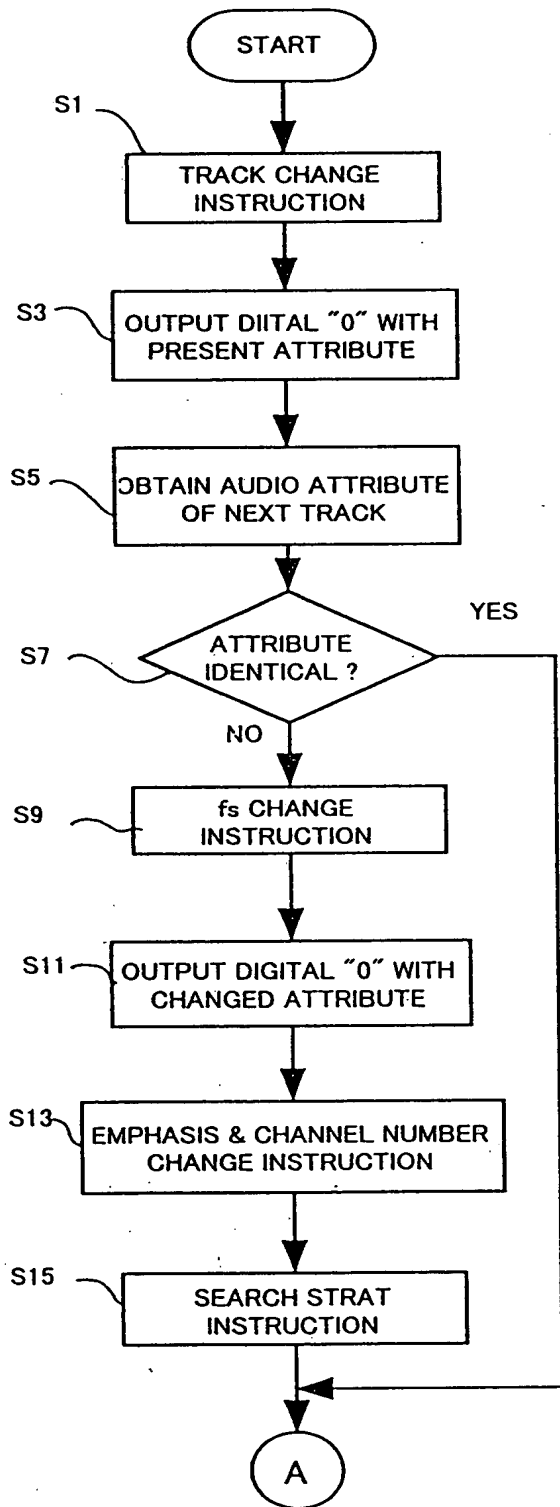 START
S1
TRACK CHANGE
INSTRUCTION
S3
OUTPUT DIITAL "0" WITH
PRESENT ATTRIBUTE
S5
OBTAIN AUDIO ATTRIBUTE
OF NEXT TRACK
YES
S7
ATTRIBUTE
IDENTICAL ?
NO
S9
fs CHANGE
INSTRUCTION
S11
OUTPUT DIGITAL "0" WITH
CHANGED ATTRIBUTE
S13
EMPHASIS & CHANNEL NUMBER
CHANGE INSTRUCTION
S15
SEARCH STRAT
INSTRUCTION
A